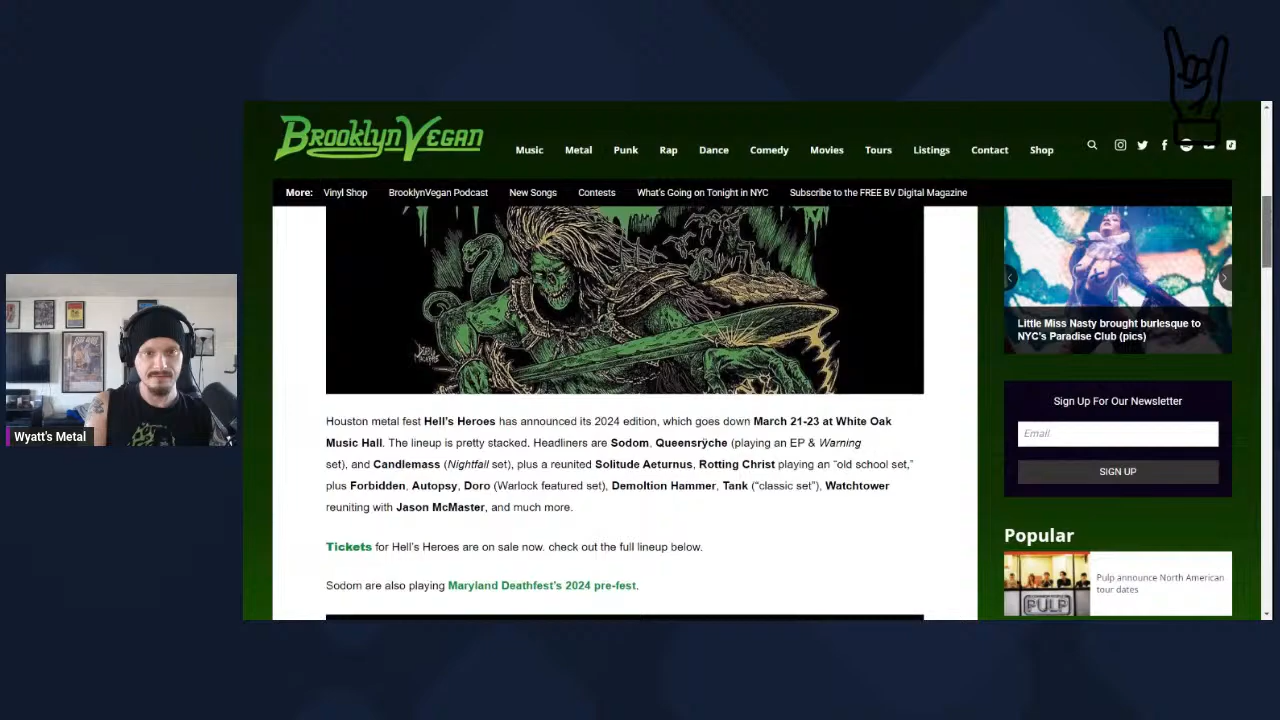 BrooklynVegan
Music Metal Punk Rap Dance Comedy Movies Tours Listings Contact Shop
More: Vinyl Shop BrooklynVegan Podcast New Songs Contests What's Going on Tonight in NYC Subscribe to the FREE BV Digital Magazine
Little Miss Nasty brought burlesque to
NYC's Paradise Club (pics)
Sign Up For Our Newsletter
Email
SIGN UP
Popular
Pulp announce North American
tour dates
PULP
Houston metal fest Hell's Heroes has announced its 2024 edition, which goes down March 21-23 at White Oak
Music Hall. The lineup is pretty stacked. Headliners are Sodom, Queensrÿche (playing an EP & Warning
set), and Candlemass (Nightfall set), plus a reunited Solitude Aeturnus, Rotting Christ playing an “old school set,”
plus Forbidden, Autopsy, Doro (Warlock featured set), Demoltion Hammer, Tank (“classic set”), Watchtower
reuniting with Jason McMaster, and much more.
Tickets for Hell's Heroes are on sale now. check out the full lineup below.
Sodom are also playing Maryland Deathfest's 2024 pre-fest.
Wyatt's Metal